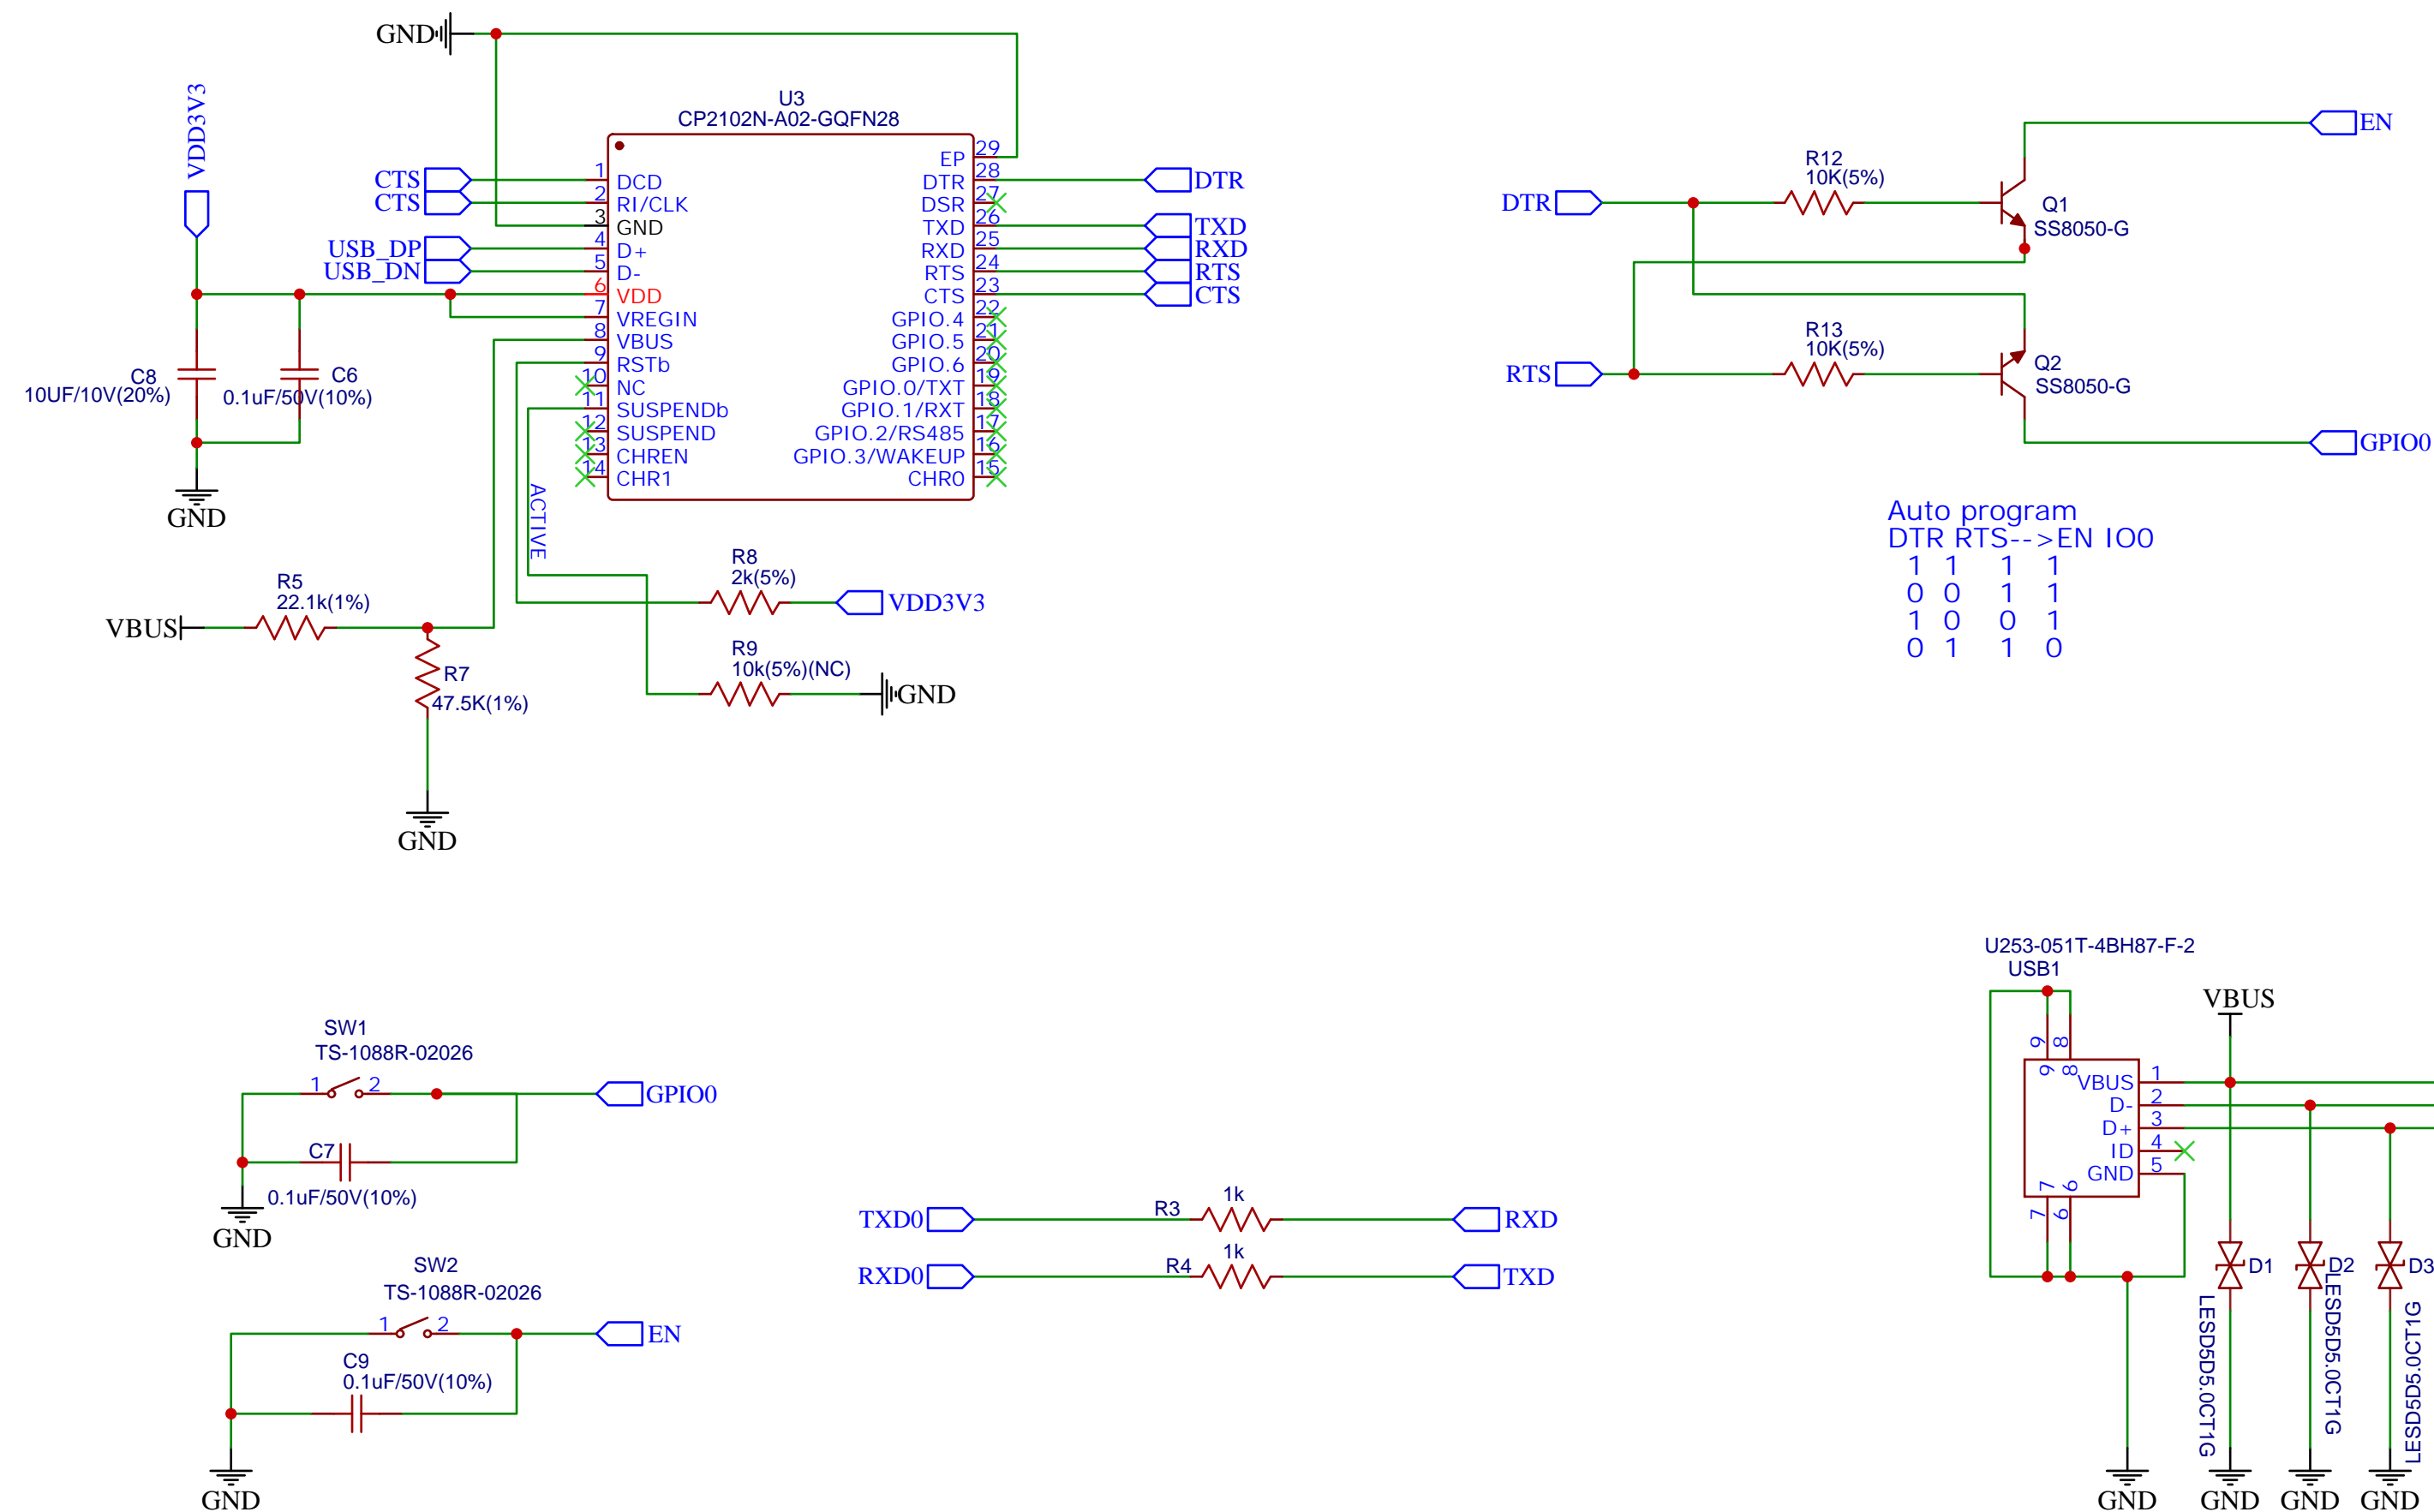 GND
VDD3V3
U3
CP2102N-A02-GQFN28
CTS
CTS
USB_DP
USB_DN
1 DCD
2 RI/CLK
3 GND
4 D+
5 D-
6 VDD
7 VREGIN
8 VBUS
9 RSTb
10 NC
11 SUSPENDb
12 SUSPEND
13 CHREN
14 CHR1
EP 29
DTR 28
DSR 27
TXD 26
RXD 25
RTS 24
CTS 23
GPIO.4 22
GPIO.5 21
GPIO.6 20
GPIO.0/TXT 19
GPIO.1/RXT 18
GPIO.2/RS485 17
GPIO.3/WAKEUP 16
CHR0 15
DTR
TXD
RXD
RTS
CTS
C8
10UF/10V(20%)
C6
0.1uF/50V(10%)
GND
ACTIVE
R8
2k(5%)
VDD3V3
R9
10k(5%)(NC)
GND
VBUS
R5
22.1k(1%)
R7
47.5K(1%)
GND
EN
R12
10K(5%)
DTR
Q1
SS8050-G
R13
10K(5%)
RTS
Q2
SS8050-G
GPIO0
Auto program
DTR RTS-->EN IO0
1 1 1 1
0 0 1 1
1 0 0 1
0 1 1 0
SW1
TS-1088R-02026
1 2
GPIO0
C7
0.1uF/50V(10%)
GND
SW2
TS-1088R-02026
1 2
EN
C9
0.1uF/50V(10%)
GND
TXD0 R3 1k RXD
RXD0 R4 1k TXD
U253-051T-4BH87-F-2
USB1
VBUS
9 8
9 8
VBUS 1
D- 2
D+ 3
ID 4
GND 5
7 6
7 6
D1
LESD5D5.0CT1G
D2
LESD5D5.0CT1G
D3
LESD5D5.0CT1G
GND
GND
GND
GND